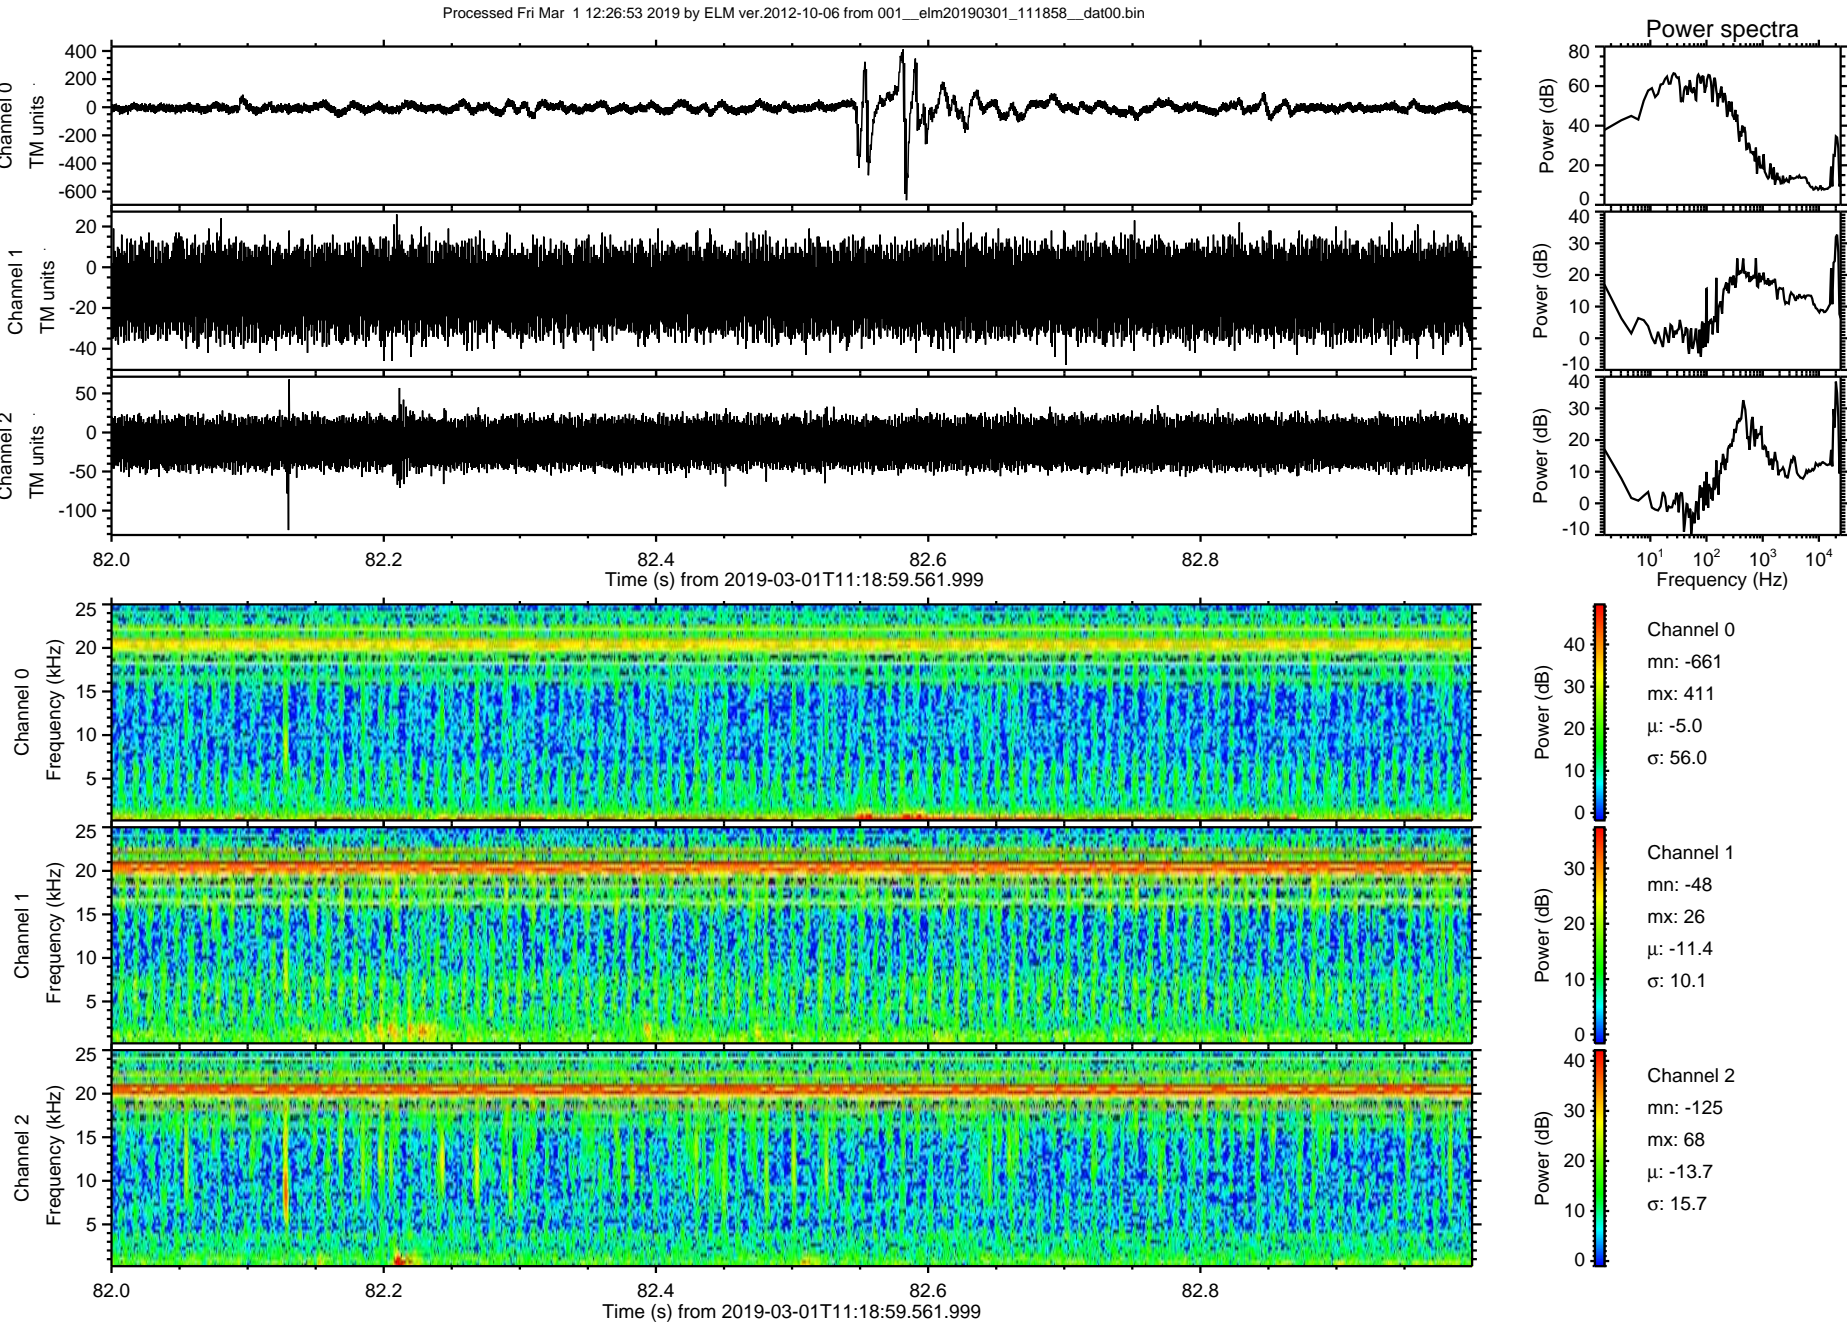 Processed Fri Mar  1 12:26:53 2019 by ELM ver.2012-10-06 from 001__elm20190301_111858__dat00.bin
Power spectra
Channel 0
TM units
400
200
0
-200
-400
-600
Power (dB)
80
60
40
20
0
Channel 1
TM units
20
0
-20
-40
Power (dB)
40
30
20
10
0
-10
Channel 2
TM units
50
0
-50
-100
Power (dB)
40
30
20
10
0
-10
82.0 82.2 82.4 82.6 82.8
Time (s) from 2019-03-01T11:18:59.561.999
10¹ 10² 10³ 10⁴
Frequency (Hz)
Channel 0
Frequency (kHz)
25
20
15
10
5
Power (dB)
40
30
20
10
0
Channel 0
mn: -661
mx: 411
μ: -5.0
σ: 56.0
Channel 1
Frequency (kHz)
25
20
15
10
5
Power (dB)
30
20
10
0
Channel 1
mn: -48
mx: 26
μ: -11.4
σ: 10.1
Channel 2
Frequency (kHz)
25
20
15
10
5
Power (dB)
40
30
20
10
0
Channel 2
mn: -125
mx: 68
μ: -13.7
σ: 15.7
82.0 82.2 82.4 82.6 82.8
Time (s) from 2019-03-01T11:18:59.561.999